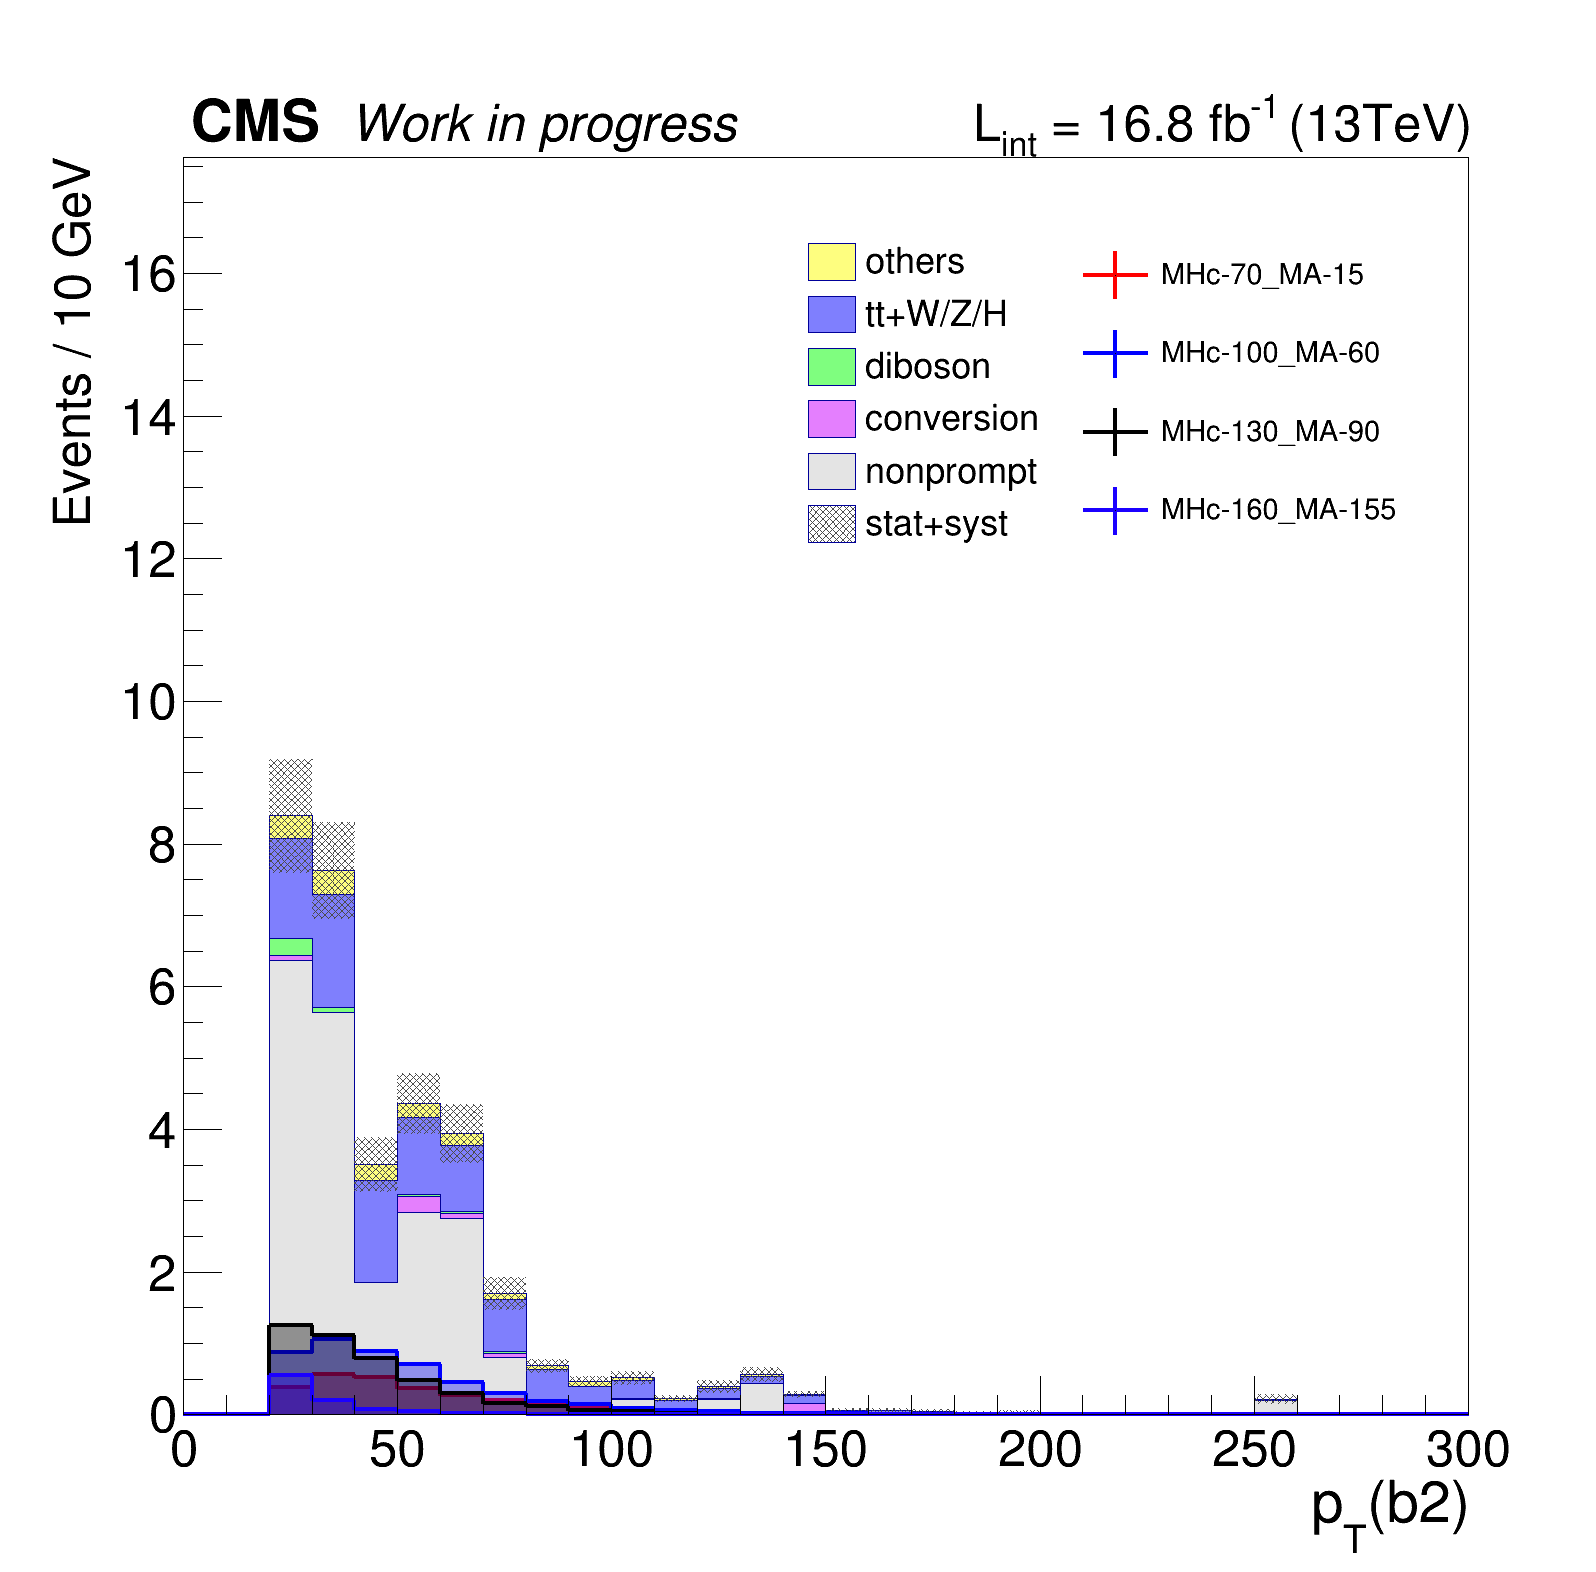 CMS Work in progress L_int = 16.8 fb^-1 (13TeV)
Events / 10 GeV
others
tt+W/Z/H
diboson
conversion
nonprompt
stat+syst
MHc-70_MA-15
MHc-100_MA-60
MHc-130_MA-90
MHc-160_MA-155
16
14
12
10
8
6
4
2
0
0 50 100 150 200 250 300
p_T(b2)